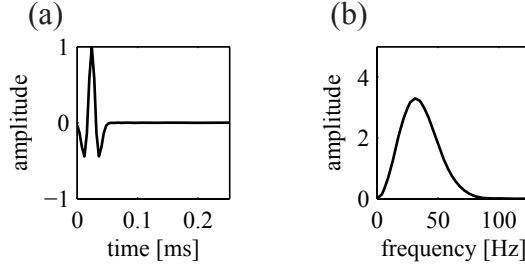 (a)
amplitude
1
0
−1
0
0.1
0.2
time [ms]
(b)
amplitude
4
2
0
0
50
100
frequency [Hz]